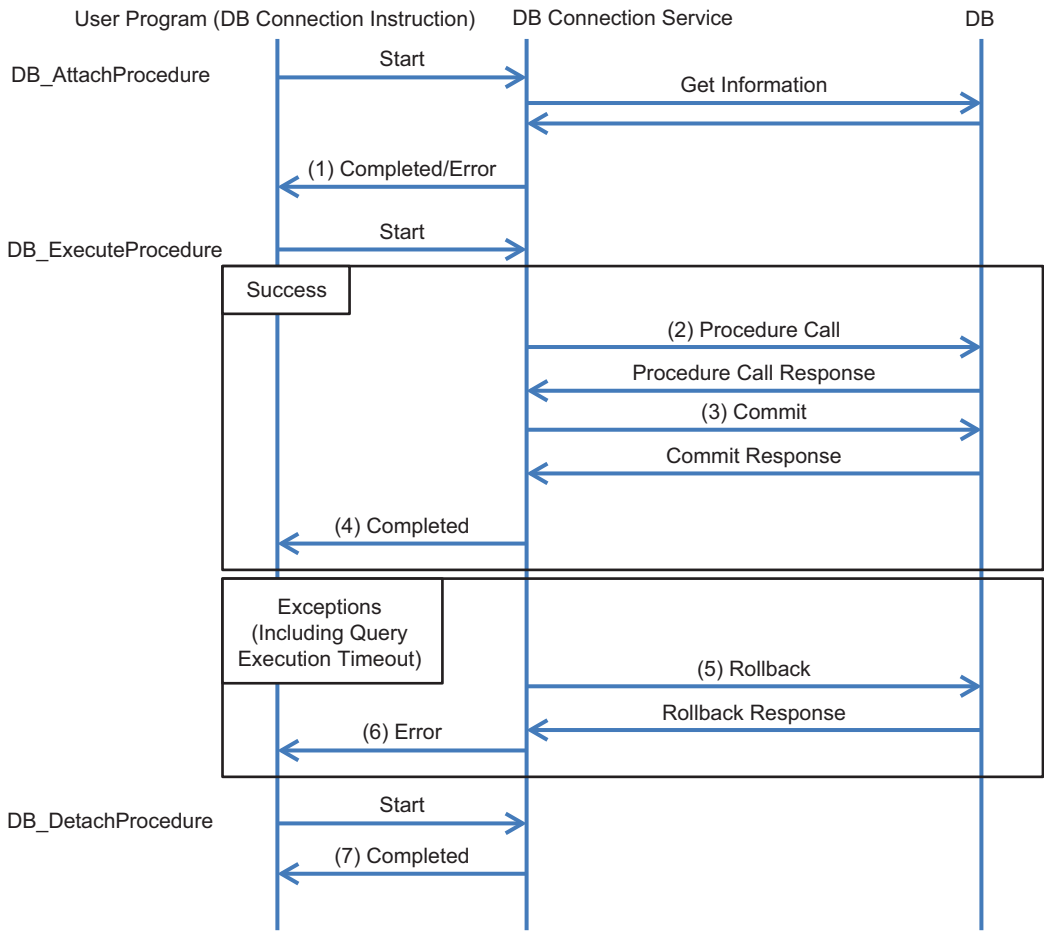 User Program (DB Connection Instruction)
DB Connection Service
DB
DB_AttachProcedure
Start
Get Information
(1) Completed/Error
DB_ExecuteProcedure
Start
Success
(2) Procedure Call
Procedure Call Response
(3) Commit
Commit Response
(4) Completed
Exceptions
(Including Query
Execution Timeout)
(5) Rollback
Rollback Response
(6) Error
DB_DetachProcedure
Start
(7) Completed